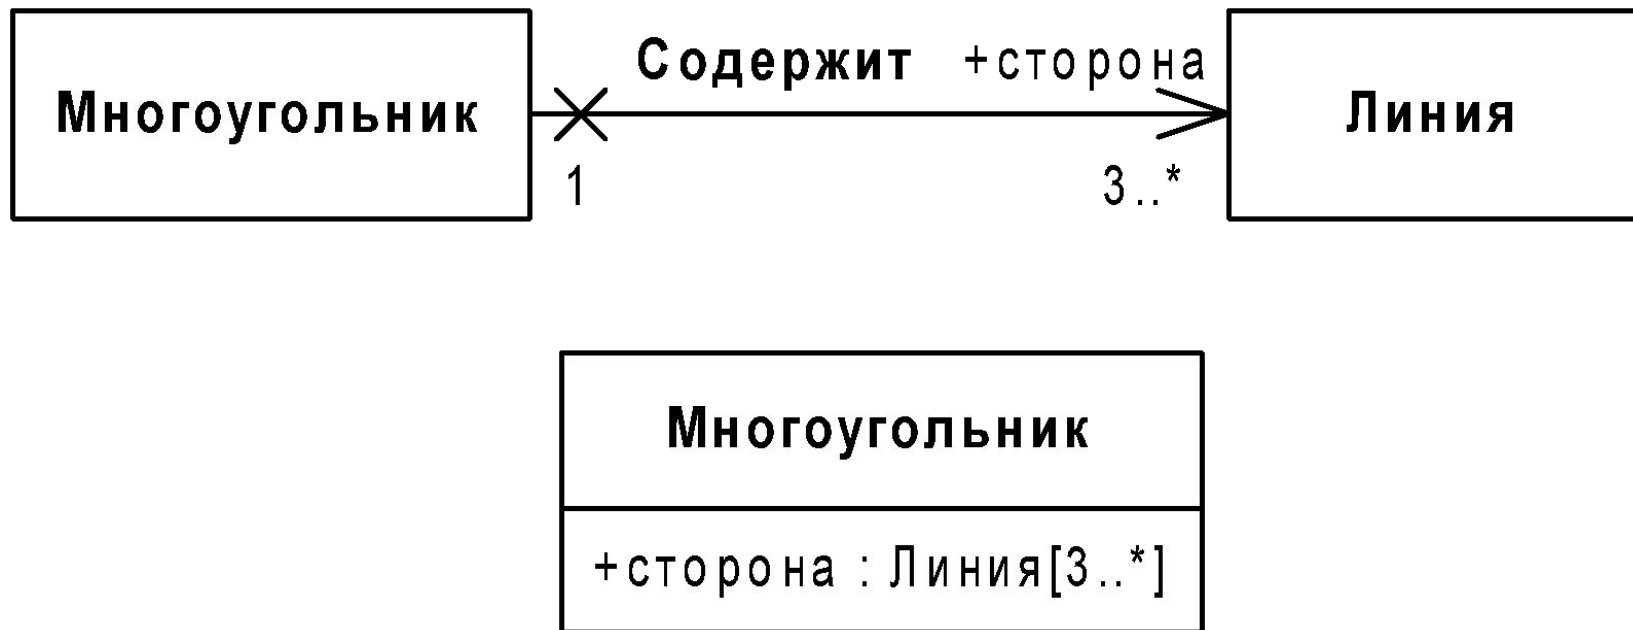 Содержит +сторона
Многоугольник Линия
1 3..*
Многоугольник
+сторона : Линия[3..*]